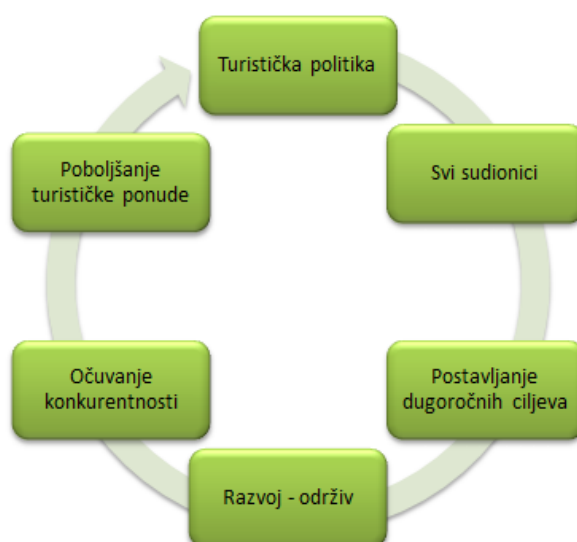 Turistička politika
Svi sudionici
Postavljanje
dugoročnih ciljeva
Razvoj - održiv
Očuvanje
konkurentnosti
Poboljšanje
turističke ponude